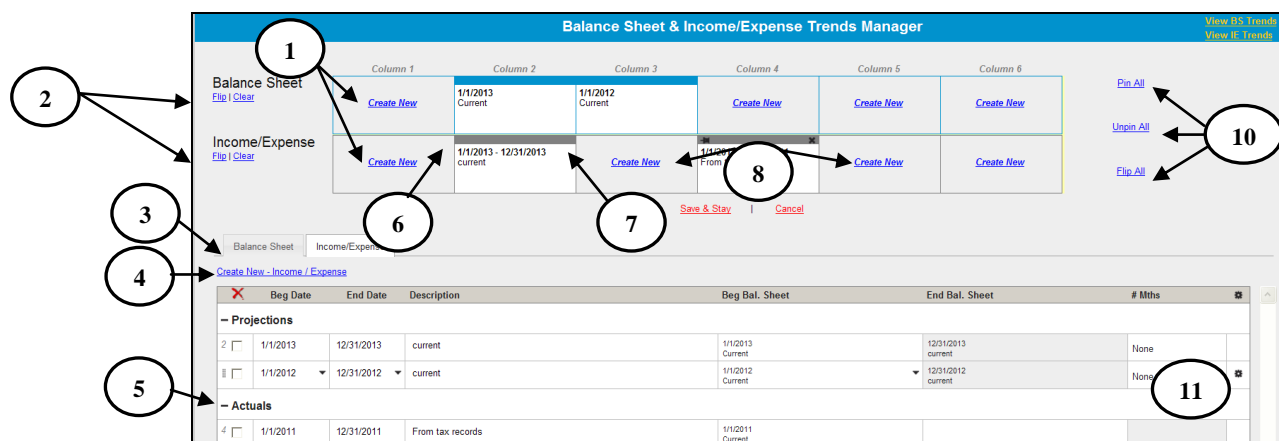 Balance Sheet & Income/Expense Trends Manager
View BS Trends
View IE Trends
1
Column 1 Column 2 Column 3 Column 4 Column 5 Column 6
2
Balance Sheet
Flip | Clear
Create New
1/1/2013
Current
1/1/2012
Current
Create New
Create New
Create New
Pin All
Income/Expense
Flip | Clear
Create New
1/1/2013 - 12/31/2013
current
Create New
From
Create New
Create New
Unpin All
10
Flip All
8
6
7
3
Save & Stay | Cancel
Balance Sheet Income/Expense
4
Create New - Income / Expense
Beg Date End Date Description Beg Bal. Sheet End Bal. Sheet # Mths
– Projections
2 1/1/2013 12/31/2013 current 1/1/2013 Current 12/31/2013 current None
1/1/2012 12/31/2012 current 1/1/2012 Current 12/31/2012 current None
11
5
– Actuals
4 1/1/2011 12/31/2011 From tax records 1/1/2011 Current